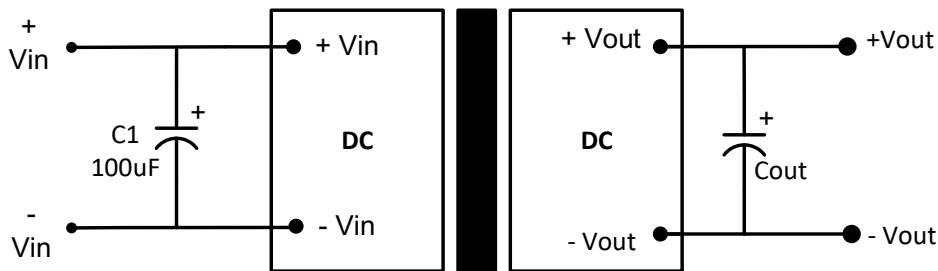 +
Vin
C1
100uF
-
Vin
+
+ Vin
DC
- Vin
+ Vout
DC
- Vout
+
Cout
+Vout
- Vout